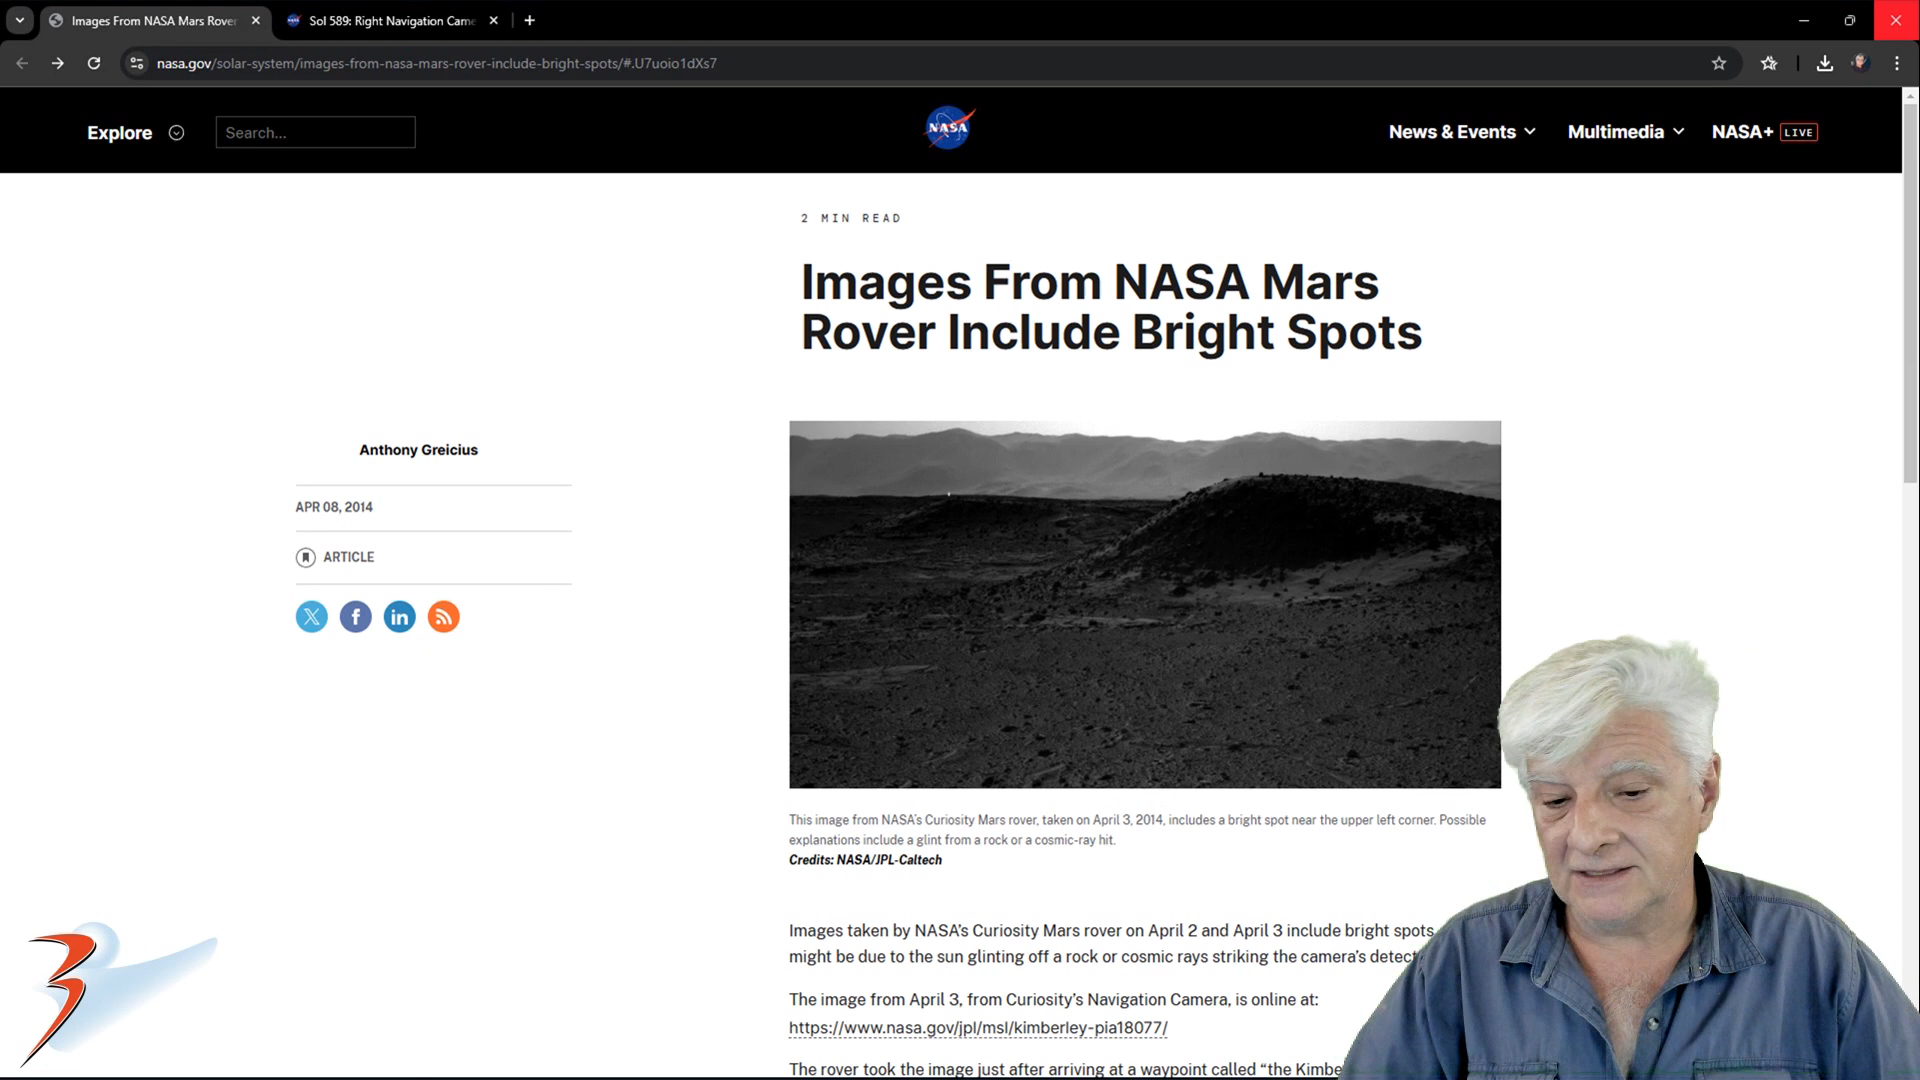 Images From NASA Mars Rover
Sol 589: Right Navigation Came
nasa.gov/solar-system/images-from-nasa-mars-rover-include-bright-spots/#.U7uoio1dXs7
Explore
Search...
NASA
News & Events
Multimedia
NASA+ LIVE
2 MIN READ
Images From NASA Mars
Rover Include Bright Spots
Anthony Greicius
APR 08, 2014
ARTICLE
This image from NASA's Curiosity Mars rover, taken on April 3, 2014, includes a bright spot near the upper left corner. Possible
explanations include a glint from a rock or a cosmic-ray hit.
Credits: NASA/JPL-Caltech
Images taken by NASA's Curiosity Mars rover on April 2 and April 3 include bright spots
might be due to the sun glinting off a rock or cosmic rays striking the camera's detect
The image from April 3, from Curiosity's Navigation Camera, is online at:
https://www.nasa.gov/jpl/msl/kimberley-pia18077/
The rover took the image just after arriving at a waypoint called "the Kimbe